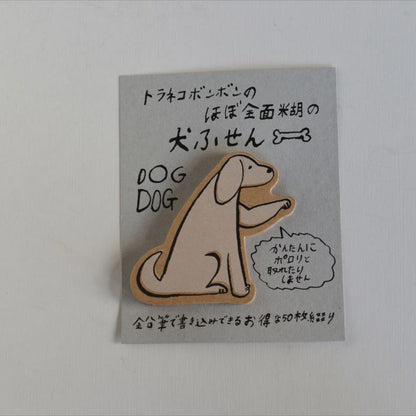 トラネコボンボンの
ほぼ全面糊の
犬ふせん
DOG
DOG
かんたんに
ポロリと
取れたり
しません
鉛筆で書き込みできるお得な50枚綴り